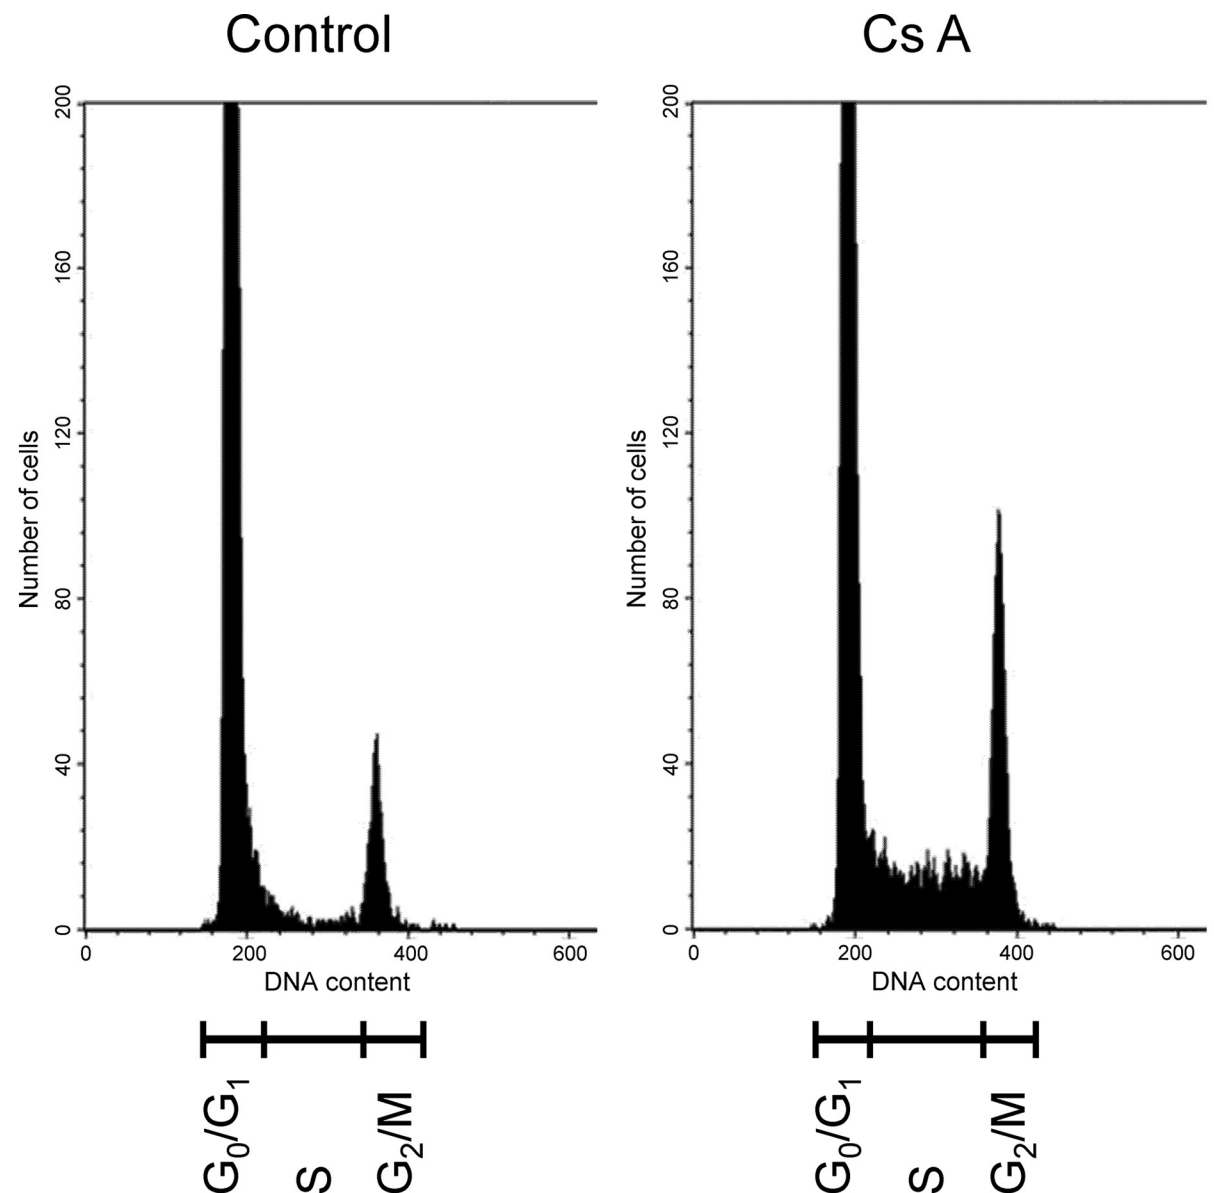 Control
Cs A
200
160
120
80
40
0
Number of cells
0 200 400 600
DNA content
G0/G1
S
G2/M
200
160
120
80
40
0
Number of cells
0 200 400 600
DNA content
G0/G1
S
G2/M